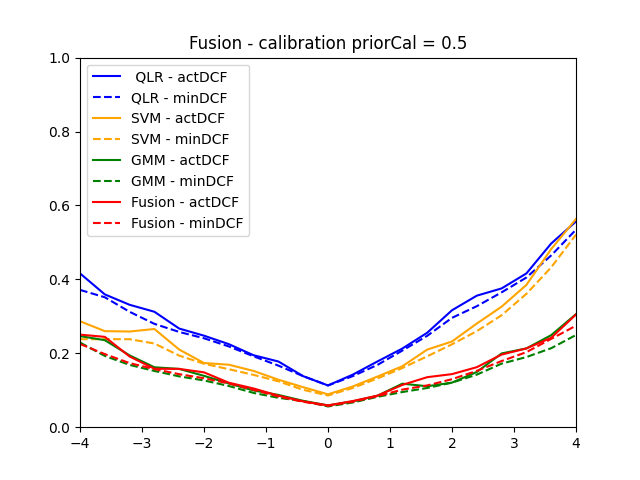 Fusion - calibration priorCal = 0.5
1.0
0.8
0.6
0.4
0.2
0.0
QLR - actDCF
QLR - minDCF
SVM - actDCF
SVM - minDCF
GMM - actDCF
GMM - minDCF
Fusion - actDCF
Fusion - minDCF
−4 −3 −2 −1 0 1 2 3 4